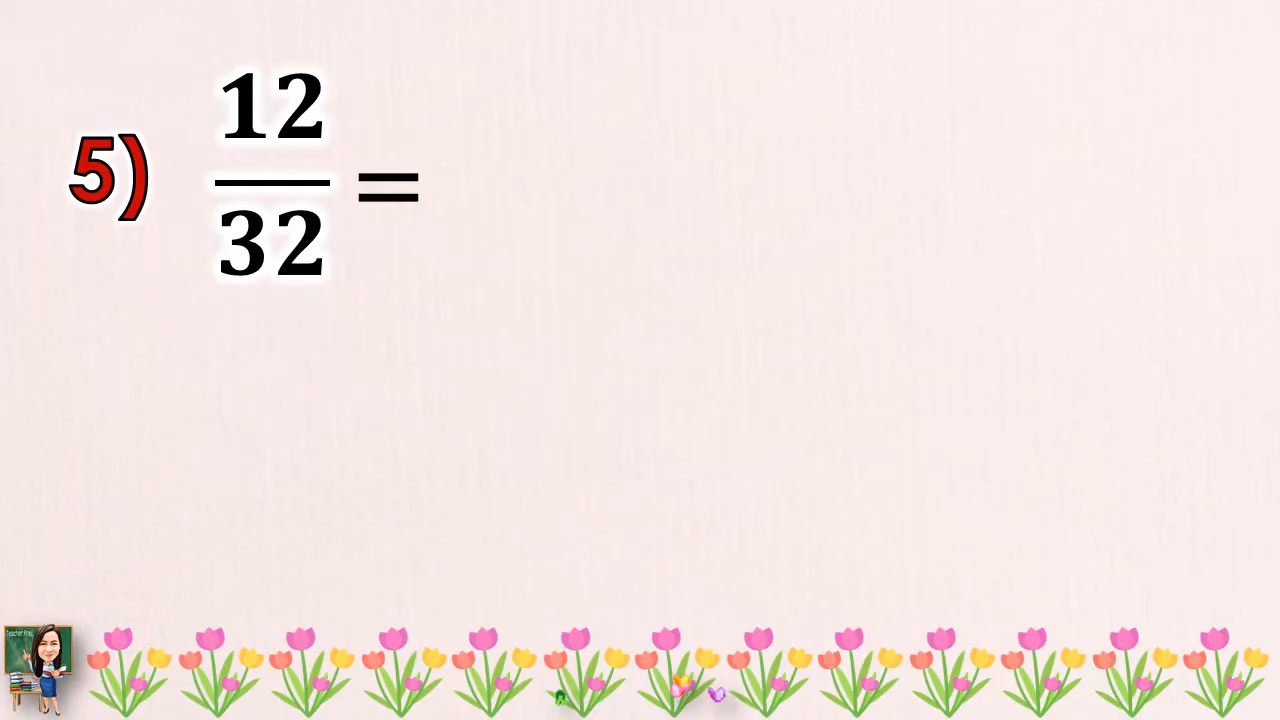 5) 12/32 =